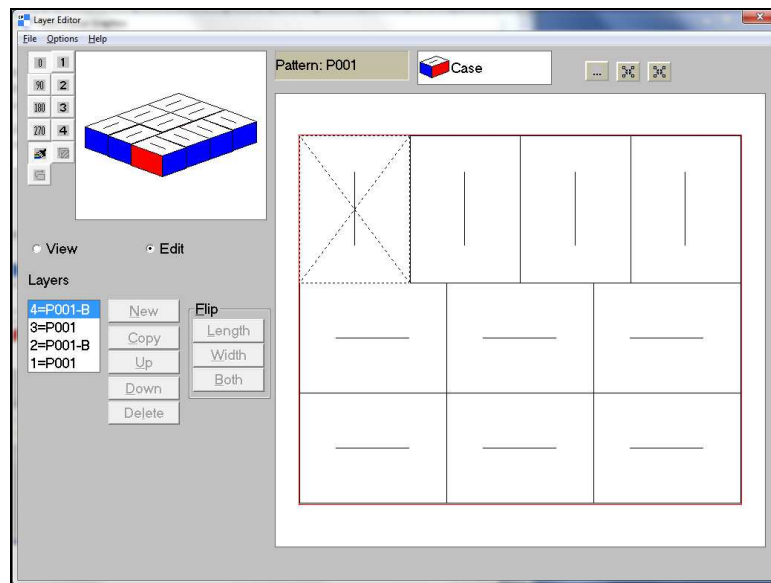 Layer Editor
File Options Help
0 1
90 2
180 3
270 4
Pattern: P001
Case
...
View
Edit
Layers
4=P001-B
3=P001
2=P001-B
1=P001
New
Copy
Up
Down
Delete
Flip
Length
Width
Both